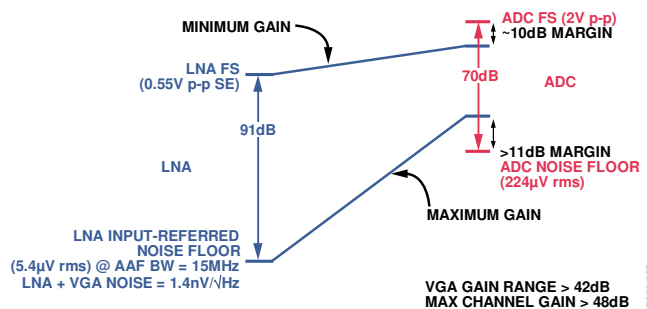 MINIMUM GAIN
ADC FS (2V p-p)
~10dB MARGIN
LNA FS
(0.55V p-p SE)
70dB
ADC
91dB
LNA
>11dB MARGIN
ADC NOISE FLOOR
(224µV rms)
MAXIMUM GAIN
LNA INPUT-REFERRED
NOISE FLOOR
(5.4µV rms) @ AAF BW = 15MHz
LNA + VGA NOISE = 1.4nV/√Hz
VGA GAIN RANGE > 42dB
MAX CHANNEL GAIN > 48dB